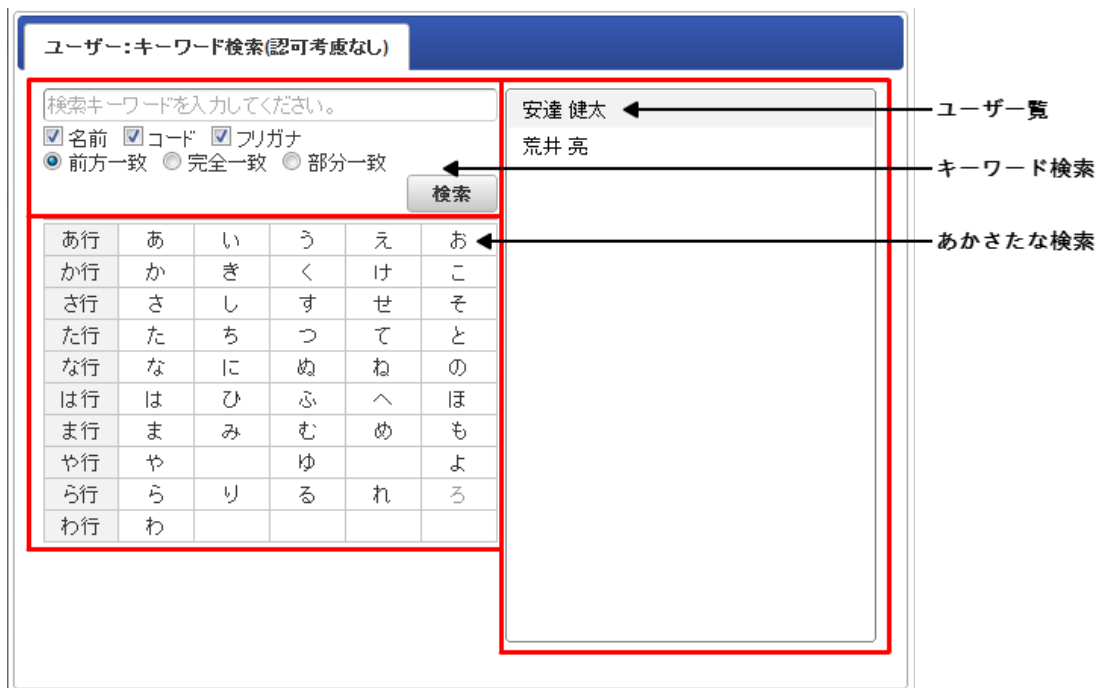 ユーザー:キーワード検索(認可考慮なし)
検索キーワードを入力してください。
名前 コード フリガナ
前方一致 完全一致 部分一致
検索
あ行 あ い う え お
か行 か き く け こ
さ行 さ し す せ そ
た行 た ち つ て と
な行 な に ぬ ね の
は行 は ひ ふ へ ほ
ま行 ま み む め も
や行 や ゆ よ
ら行 ら り る れ ろ
わ行 わ
安達 健太
荒井 亮
ユーザ一覧
キーワード検索
あかさたな検索